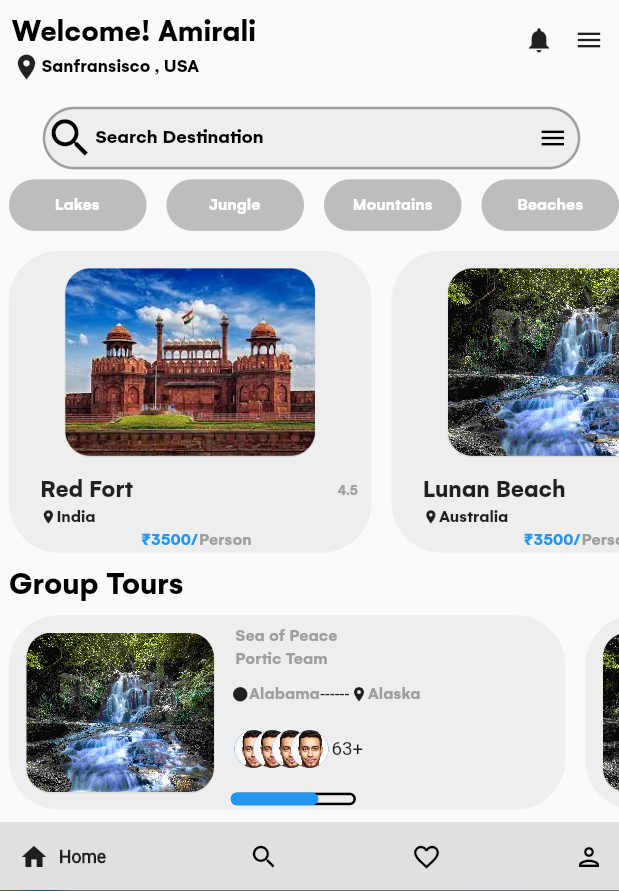 Welcome! Amirali
Sanfransisco , USA
Search Destination
Lakes
Jungle
Mountains
Beaches
Red Fort
4.5
India
₹3500/Person
Lunan Beach
Australia
₹3500/Perso
Group Tours
Sea of Peace
Portic Team
Alabama------ Alaska
63+
Home